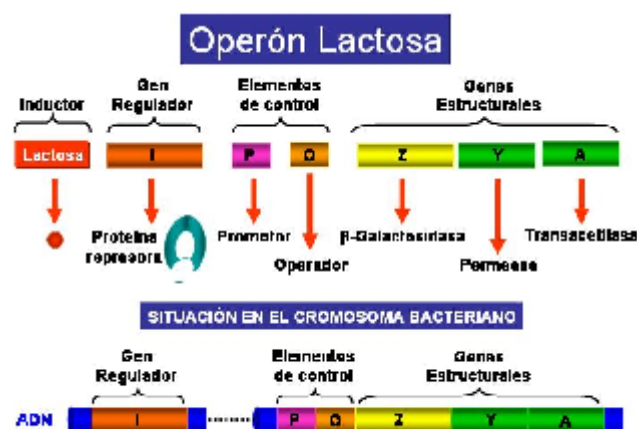 Operón Lactosa
Inductor
Gen
Regulador
Elementos
de control
Genes
Estructurales
Lactosa
I
P
O
Z
Y
A
Proteína
represora
Promotor
Operador
β-Galactosidasa
Permease
Transacetilasa
SITUACIÓN EN EL CROMOSOMA BACTERIANO
Gen
Regulador
Elementos
de control
Genes
Estructurales
ADN
I
P
O
Z
Y
A